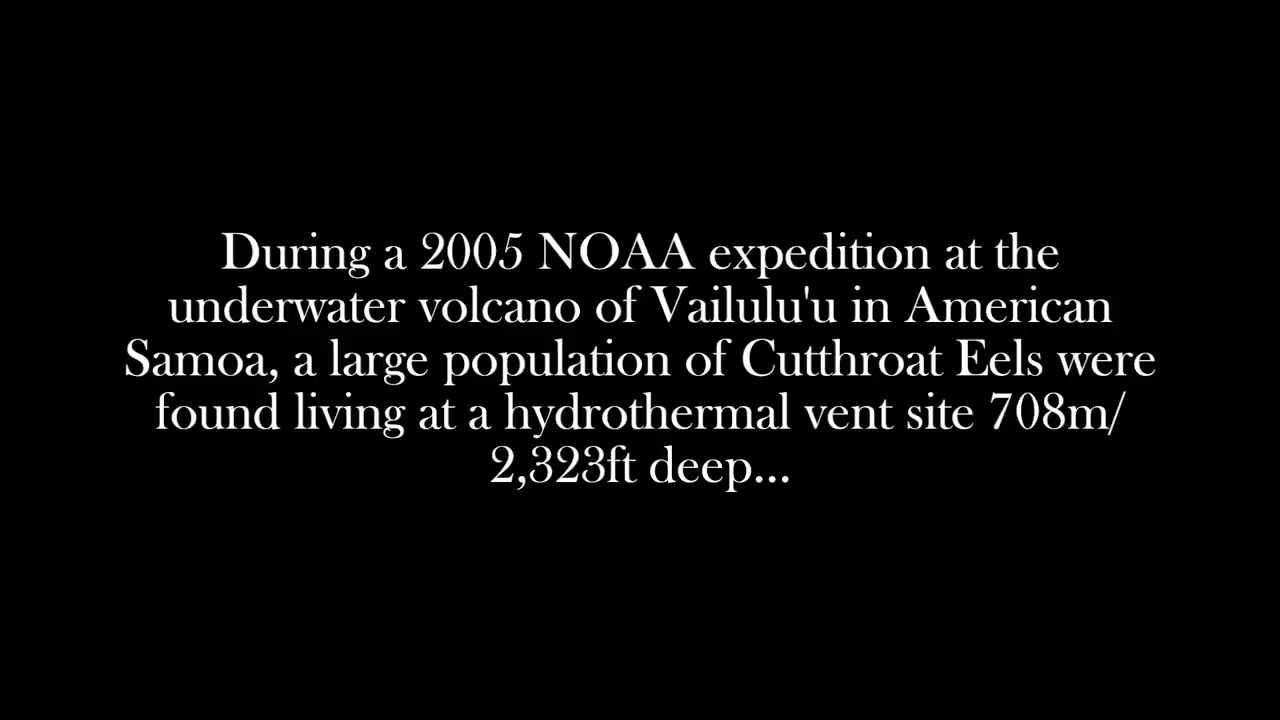 During a 2005 NOAA expedition at the
underwater volcano of Vailulu'u in American
Samoa, a large population of Cutthroat Eels were
found living at a hydrothermal vent site 708m/
2,323ft deep...